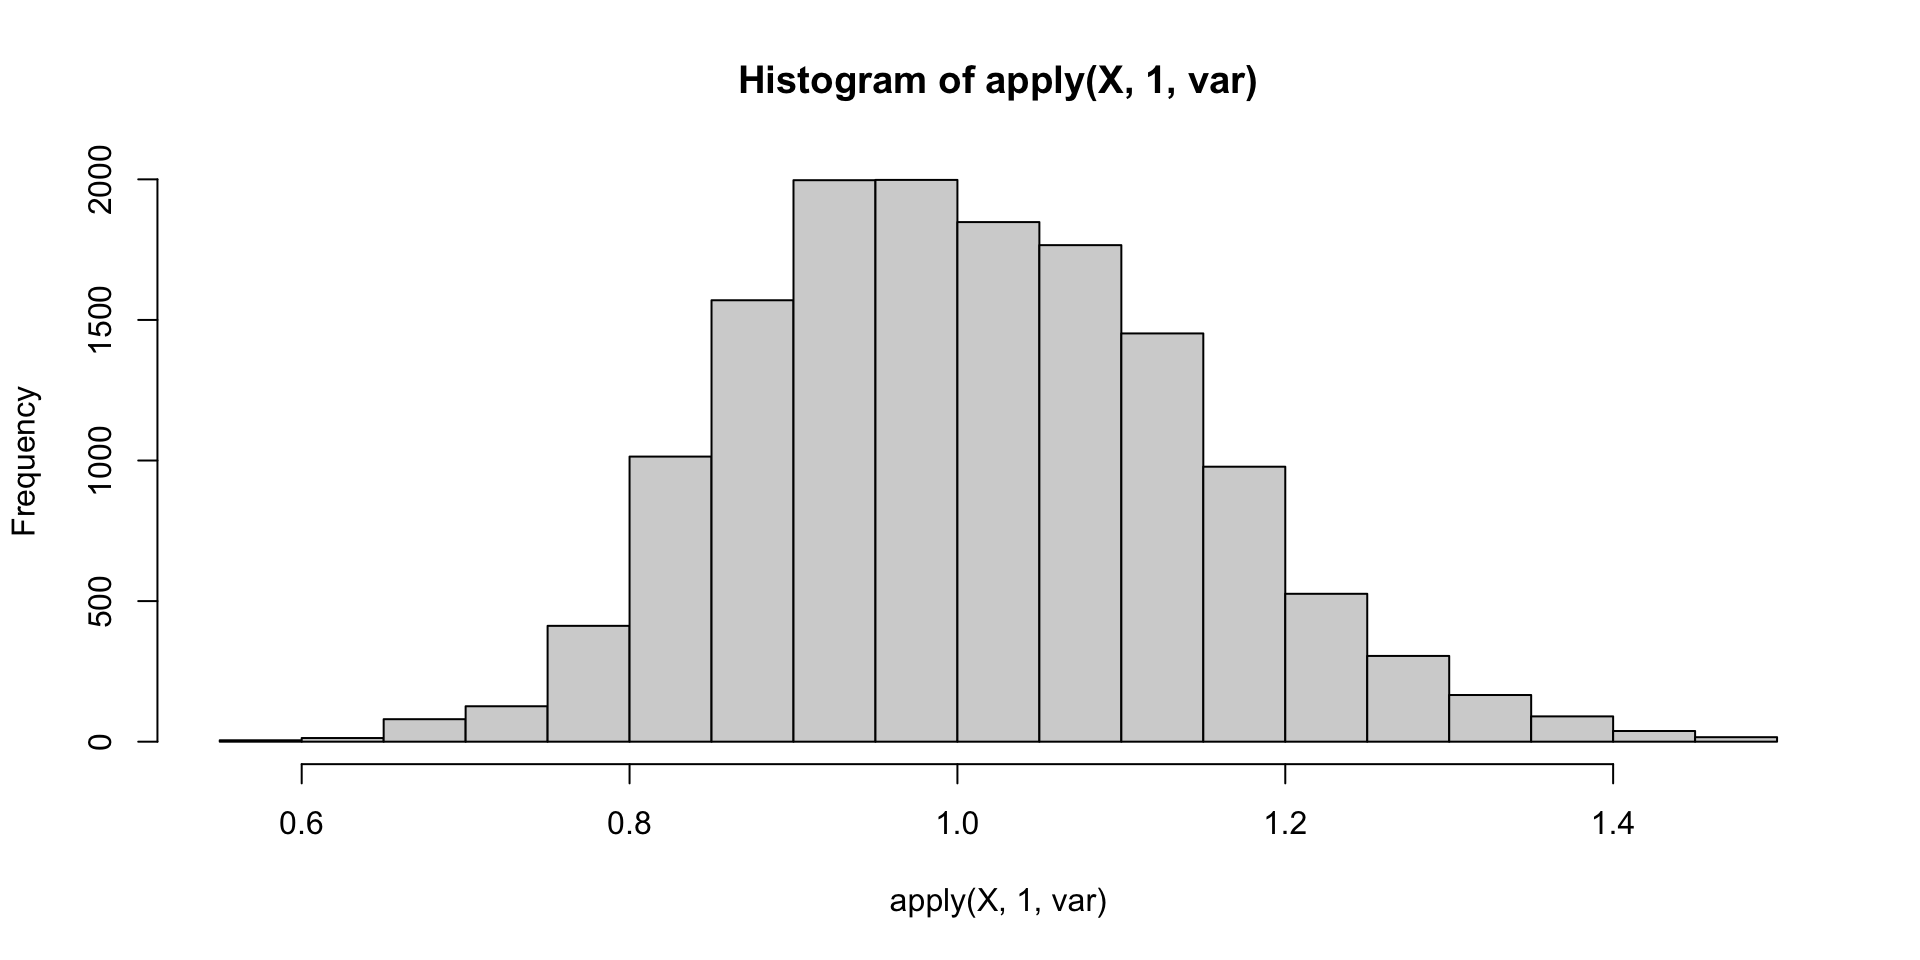 Histogram of apply(X, 1, var)
Frequency
2000
1500
1000
500
0
0.6 0.8 1.0 1.2 1.4
apply(X, 1, var)